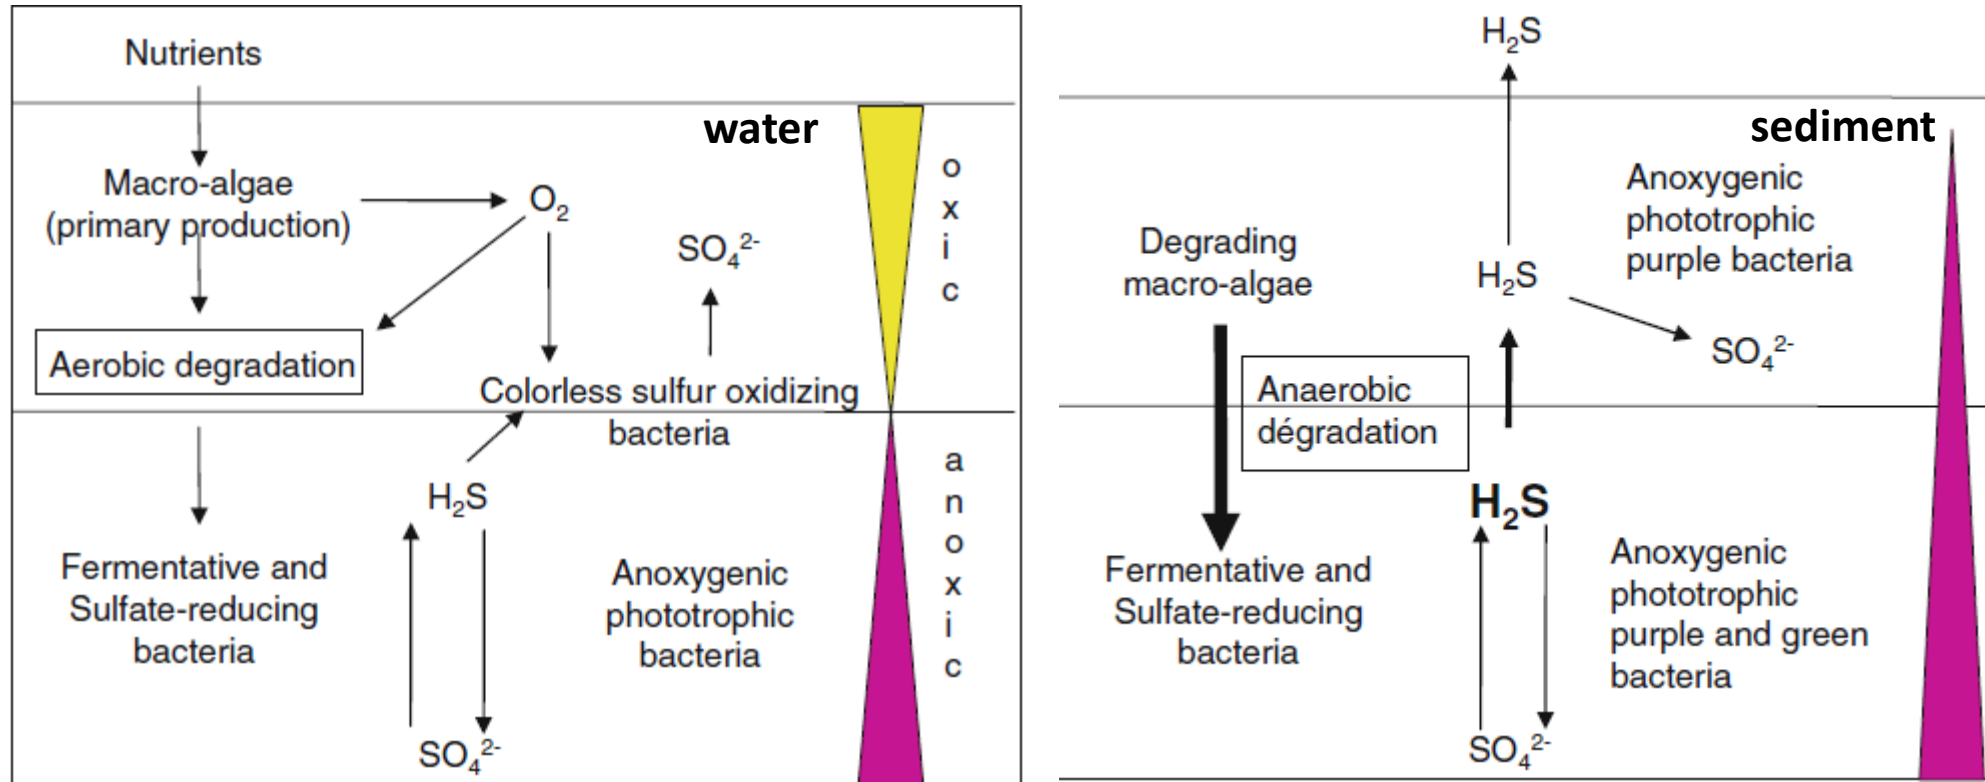 Nutrients
water
Macro-algae
(primary production)
O₂
SO₄²⁻
Aerobic degradation
Colorless sulfur oxidizing
bacteria
H₂S
Fermentative and
Sulfate-reducing
bacteria
Anoxygenic
phototrophic
bacteria
SO₄²⁻
o
x
i
c
a
n
o
x
i
c
H₂S
sediment
Anoxygenic
phototrophic
purple bacteria
Degrading
macro-algae
H₂S
SO₄²⁻
Anaerobic
dégradation
H₂S
Fermentative and
Sulfate-reducing
bacteria
Anoxygenic
phototrophic
purple and green
bacteria
SO₄²⁻